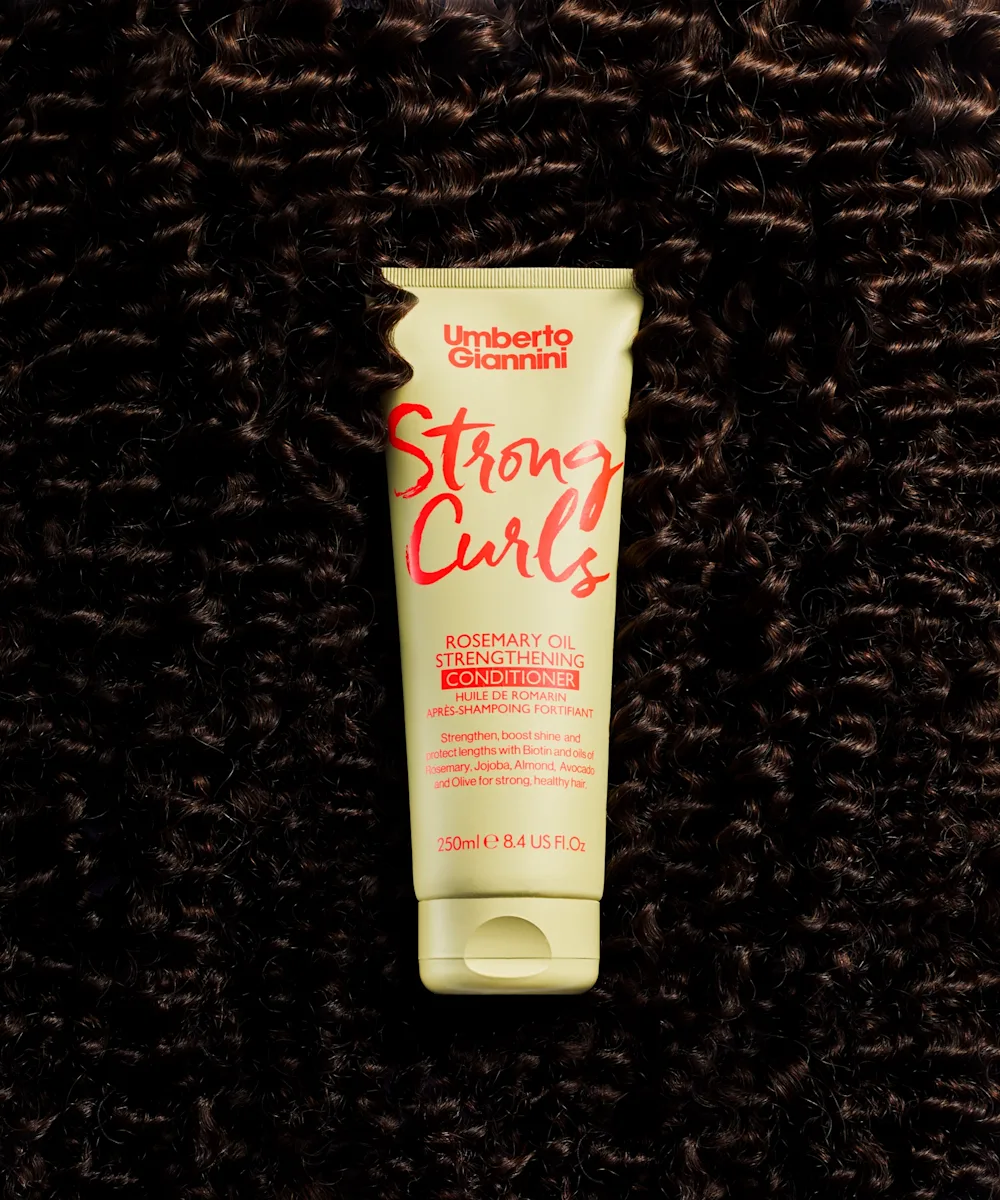 Umberto
Giannini
Strong
Curls
ROSEMARY OIL
STRENGTHENING
CONDITIONER
HUILE DE ROMARIN
APRÈS-SHAMPOING FORTIFIANT
Strengthen, boost shine and
protect lengths with Biotin and oils of
Rosemary, Jojoba, Almond, Avocado
and Olive for strong, healthy hair.
250ml ℮ 8.4 US Fl.Oz